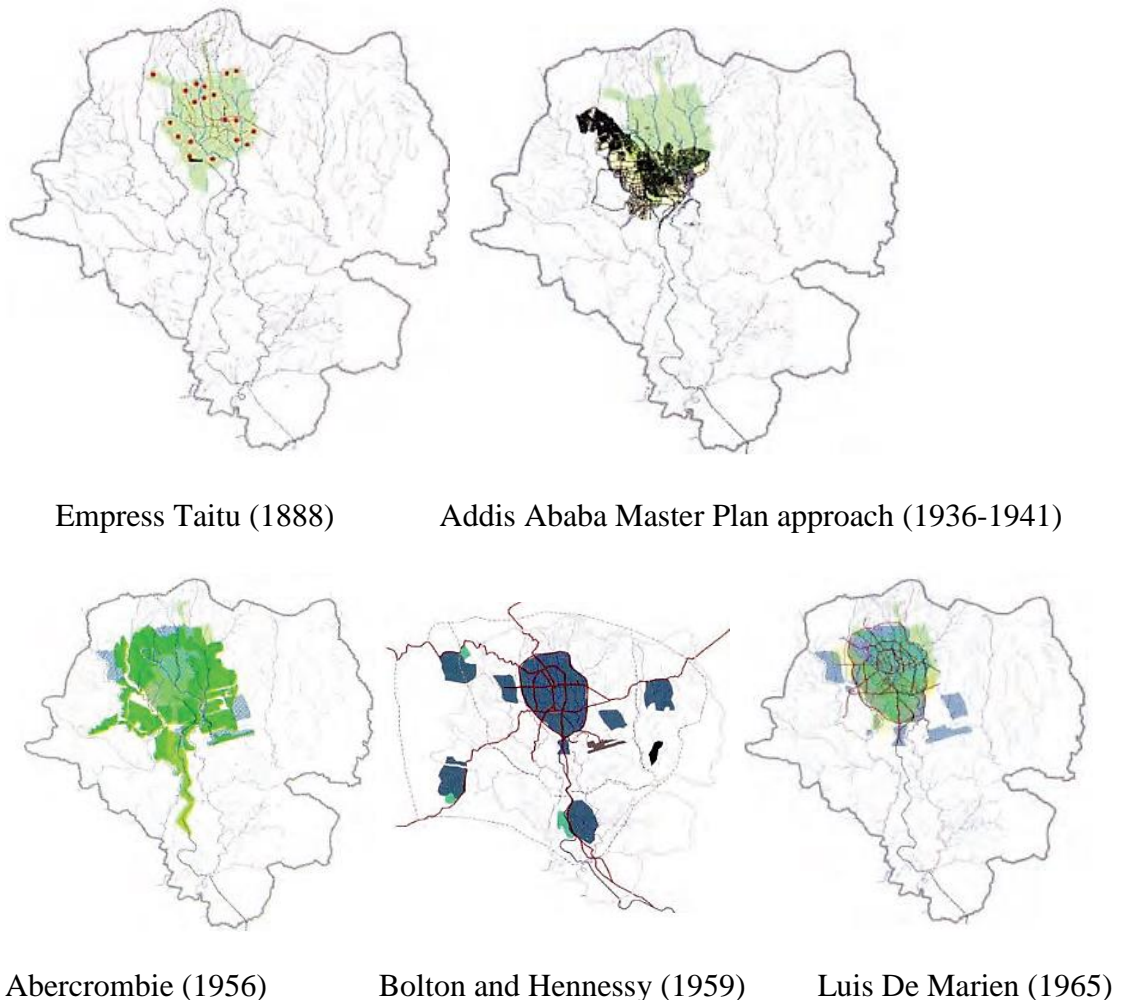 Empress Taitu (1888)
Addis Ababa Master Plan approach (1936-1941)
Abercrombie (1956)
Bolton and Hennessy (1959)
Luis De Marien (1965)